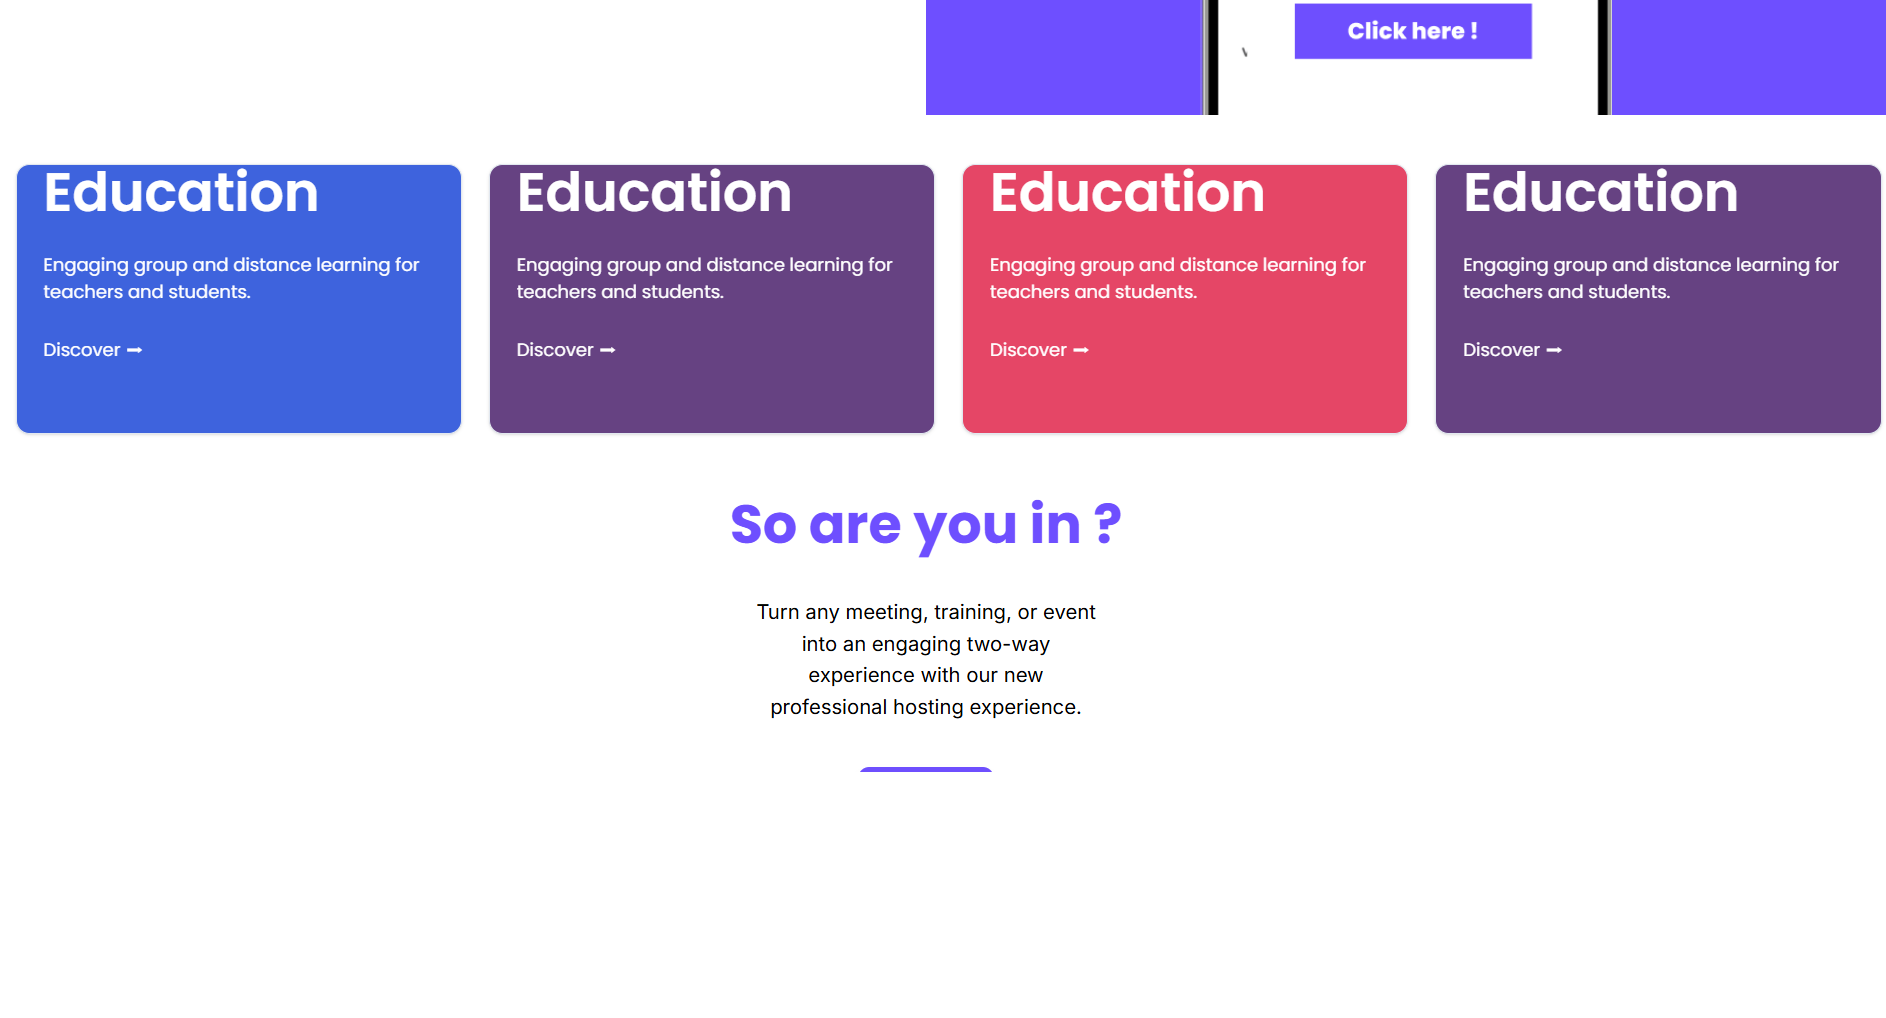 Click here !
Education
Engaging group and distance learning for
teachers and students.
Discover ➞
Education
Engaging group and distance learning for
teachers and students.
Discover ➞
Education
Engaging group and distance learning for
teachers and students.
Discover ➞
Education
Engaging group and distance learning for
teachers and students.
Discover ➞
So are you in ?
Turn any meeting, training, or event
into an engaging two-way
experience with our new
professional hosting experience.